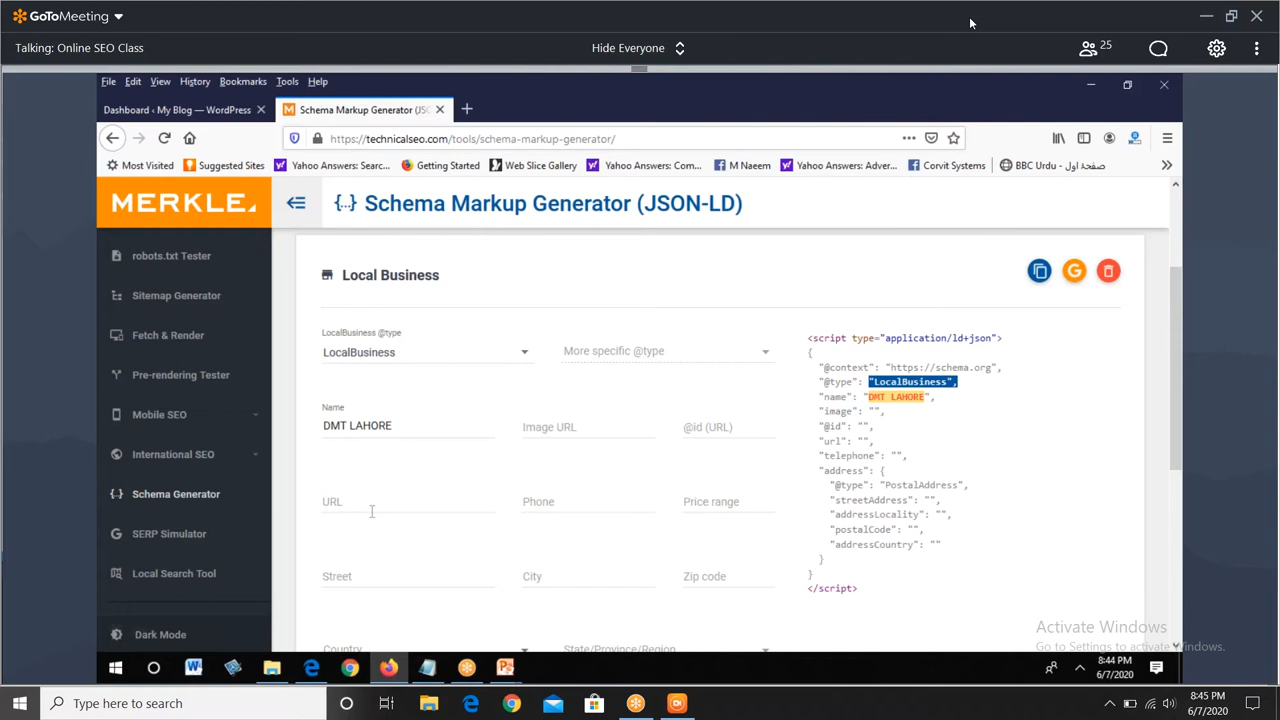 GoToMeeting
Talking: Online SEO Class
Hide Everyone
25
File Edit View History Bookmarks Tools Help
Dashboard ‹ My Blog — WordPress
Schema Markup Generator (JSO
https://technicalseo.com/tools/schema-markup-generator/
Most Visited
Suggested Sites
Yahoo Answers: Searc...
Getting Started
Web Slice Gallery
Yahoo Answers: Com...
M Naeem
Yahoo Answers: Adver...
Corvit Systems
BBC Urdu - صفحۂ اول
MERKLE
{...} Schema Markup Generator (JSON-LD)
robots.txt Tester
Sitemap Generator
Fetch & Render
Pre-rendering Tester
Mobile SEO
International SEO
Schema Generator
SERP Simulator
Local Search Tool
Dark Mode
Local Business
LocalBusiness @type
LocalBusiness
More specific @type
Name
DMT LAHORE
Image URL
@id (URL)
URL
Phone
Price range
Street
City
Zip code
Country
State/Province/Region
<script type="application/ld+json">
{
"@context": "https://schema.org",
"@type": "LocalBusiness",
"name": "DMT LAHORE",
"image": "",
"@id": "",
"url": "",
"telephone": "",
"address": {
"@type": "PostalAddress",
"streetAddress": "",
"addressLocality": "",
"postalCode": "",
"addressCountry": ""
}
}
</script>
Activate Windows
Go to Settings to activate Windows.
8:44 PM
6/7/2020
Type here to search
8:45 PM
6/7/2020